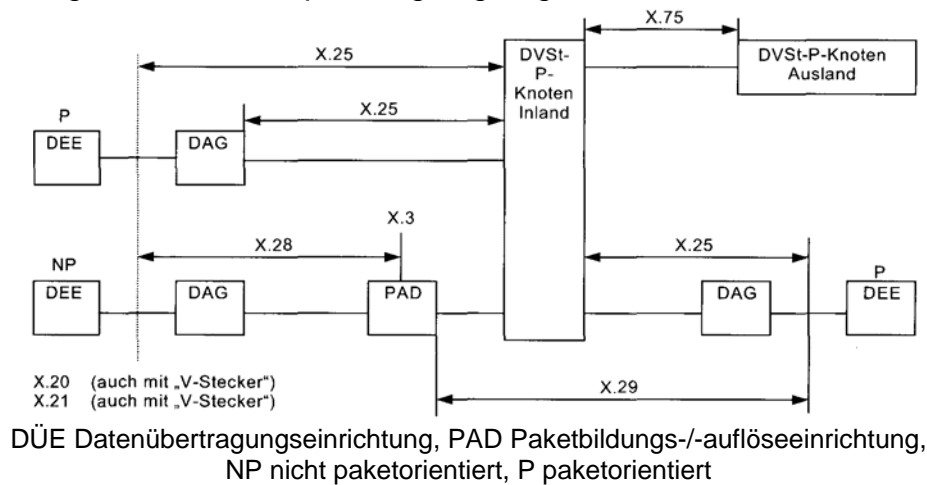 X.75
X.25
DVSt-
P-
Knoten
Inland
DVSt-P-Knoten
Ausland
X.25
P
DEE
DAG
X.3
X.28
X.25
NP
DEE
DAG
PAD
DAG
P
DEE
X.20 (auch mit „V-Stecker“)
X.21 (auch mit „V-Stecker“)
X.29
DÜE Datenübertragungseinrichtung, PAD Paketbildungs-/-auflöseeinrichtung,
NP nicht paketorientiert, P paketorientiert